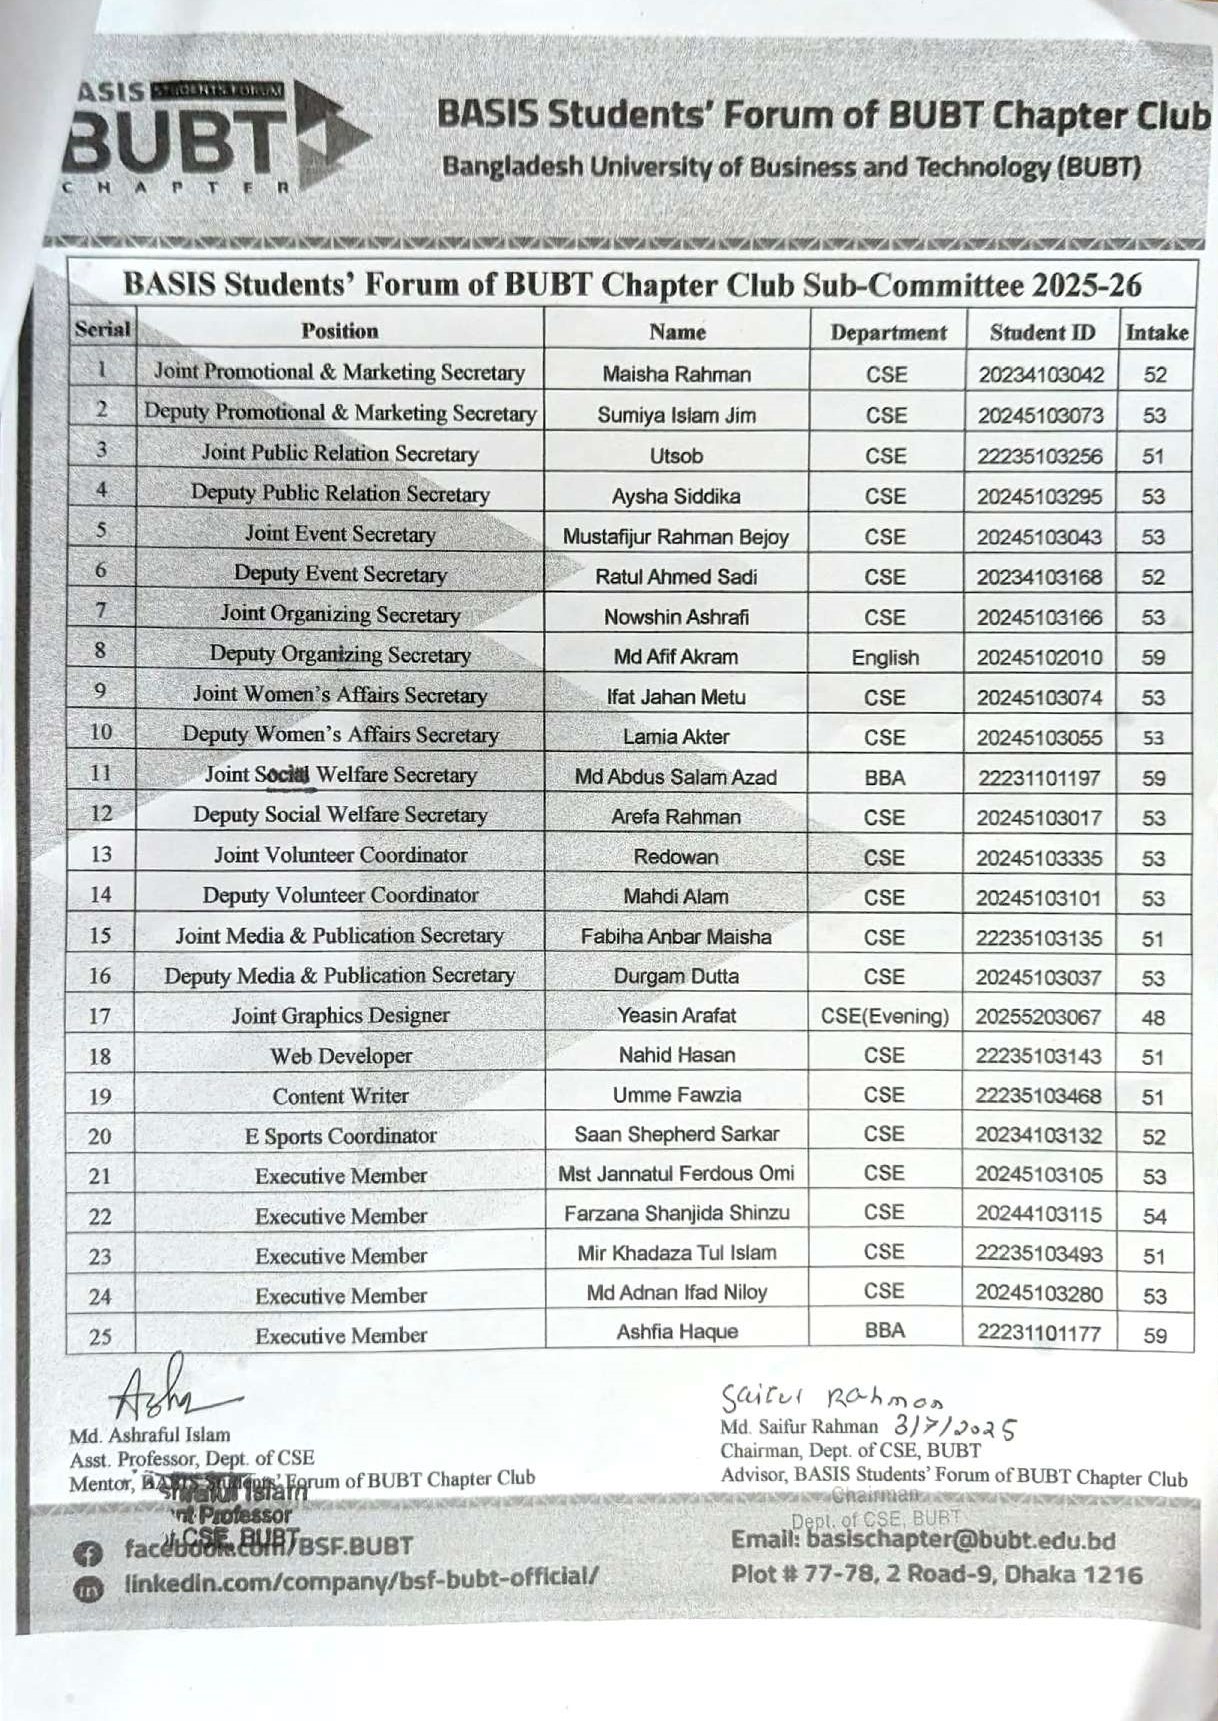 ASIS STUDENTS FORUM
BUBT
CHAPTER
BASIS Students' Forum of BUBT Chapter Club
Bangladesh University of Business and Technology (BUBT)
BASIS Students' Forum of BUBT Chapter Club Sub-Committee 2025-26
Serial Position Name Department Student ID Intake
1 Joint Promotional & Marketing Secretary Maisha Rahman CSE 20234103042 52
2 Deputy Promotional & Marketing Secretary Sumiya Islam Jim CSE 20245103073 53
3 Joint Public Relation Secretary Utsob CSE 22235103256 51
4 Deputy Public Relation Secretary Aysha Siddika CSE 20245103295 53
5 Joint Event Secretary Mustafijur Rahman Bejoy CSE 20245103043 53
6 Deputy Event Secretary Ratul Ahmed Sadi CSE 20234103168 52
7 Joint Organizing Secretary Nowshin Ashrafi CSE 20245103166 53
8 Deputy Organizing Secretary Md Afif Akram English 20245102010 59
9 Joint Women's Affairs Secretary Ifat Jahan Metu CSE 20245103074 53
10 Deputy Women's Affairs Secretary Lamia Akter CSE 20245103055 53
11 Joint Social Welfare Secretary Md Abdus Salam Azad BBA 22231101197 59
12 Deputy Social Welfare Secretary Arefa Rahman CSE 20245103017 53
13 Joint Volunteer Coordinator Redowan CSE 20245103335 53
14 Deputy Volunteer Coordinator Mahdi Alam CSE 20245103101 53
15 Joint Media & Publication Secretary Fabiha Anbar Maisha CSE 22235103135 51
16 Deputy Media & Publication Secretary Durgam Dutta CSE 20245103037 53
17 Joint Graphics Designer Yeasin Arafat CSE(Evening) 20255203067 48
18 Web Developer Nahid Hasan CSE 22235103143 51
19 Content Writer Umme Fawzia CSE 22235103468 51
20 E Sports Coordinator Saan Shepherd Sarkar CSE 20234103132 52
21 Executive Member Mst Jannatul Ferdous Omi CSE 20245103105 53
22 Executive Member Farzana Shanjida Shinzu CSE 20244103115 54
23 Executive Member Mir Khadaza Tul Islam CSE 22235103493 51
24 Executive Member Md Adnan Ifad Niloy CSE 20245103280 53
25 Executive Member Ashfia Haque BBA 22231101177 59
Saifur Rahman
Md. Ashraful Islam
Asst. Professor, Dept. of CSE
Mentor, BASIS Students' Forum of BUBT Chapter Club
Islam
Professor
CSE, BUBT
Md. Saifur Rahman 3/7/2025
Chairman, Dept. of CSE, BUBT
Advisor, BASIS Students' Forum of BUBT Chapter Club
Chairman
Dept. of CSE, BUBT
facebook.com/BSF.BUBT
linkedin.com/company/bsf-bubt-official/
Email: basischapter@bubt.edu.bd
Plot # 77-78, 2 Road-9, Dhaka 1216